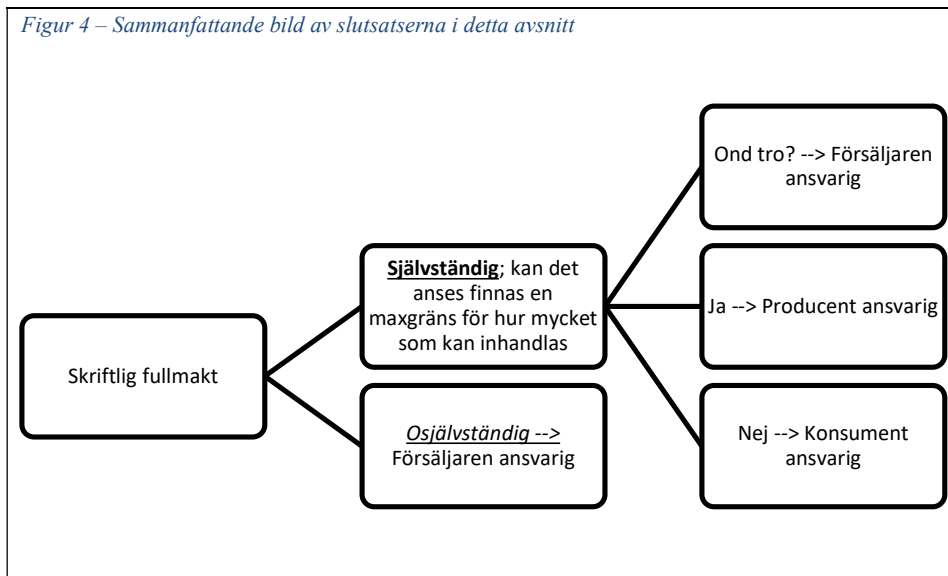 Figur 4 – Sammanfattande bild av slutsatserna i detta avsnitt
Skriftlig fullmakt
Självständig; kan det
anses finnas en
maxgräns för hur mycket
som kan inhandlas
Osjälvständig -->
Försäljaren ansvarig
Ond tro? --> Försäljaren
ansvarig
Ja --> Producent ansvarig
Nej --> Konsument
ansvarig